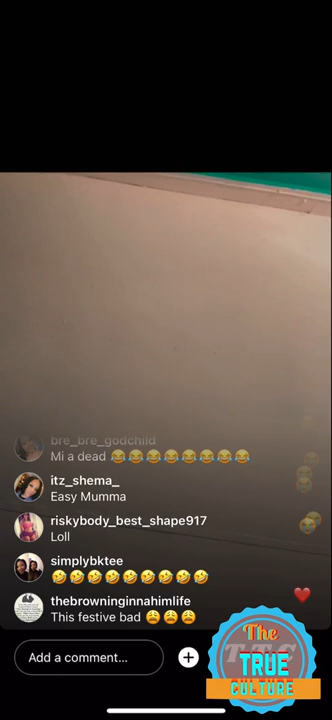 bre_bre_godchild
Mi a dead 😂😂😂😂😂😂😂😂
itz_shema_
Easy Mumma
riskybody_best_shape917
Loll
simplybktee
🤣🤣🤣🤣🤣🤣🤣🤣🤣
thebrowninginnahimlife
This festive bad 😩😩😩
Add a comment...
The
TRUE
CULTURE